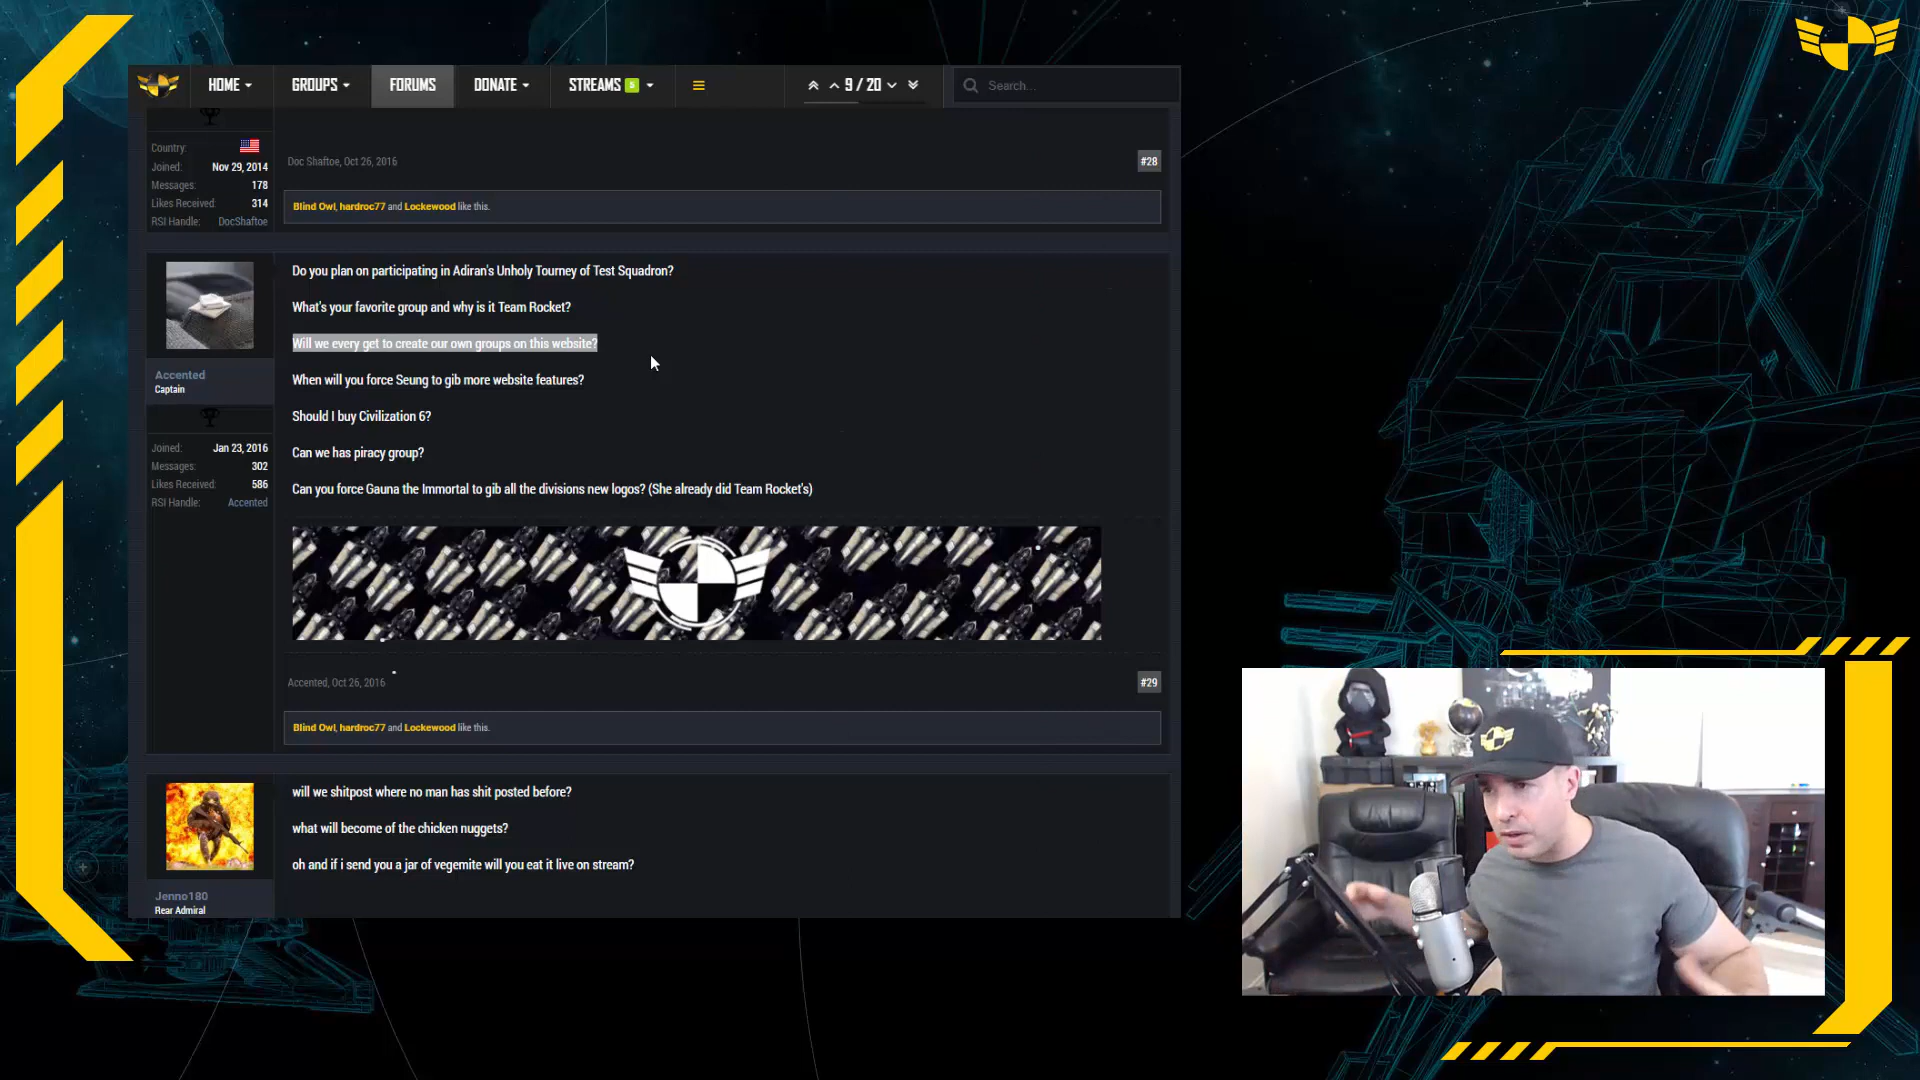 HOME
GROUPS
FORUMS
DONATE
STREAMS 5
9 / 20
Search...
Country:
Joined: Nov 29, 2014
Messages: 178
Likes Received: 314
RSI Handle: DocShaftoe
Doc Shaftoe, Oct 26, 2016
#28
Blind Owl, hardroc77 and Lockewood like this.
Accented
Captain
Joined: Jan 23, 2016
Messages: 302
Likes Received: 586
RSI Handle: Accented
Do you plan on participating in Adiran's Unholy Tourney of Test Squadron?
What's your favorite group and why is it Team Rocket?
Will we every get to create our own groups on this website?
When will you force Seung to gib more website features?
Should I buy Civilization 6?
Can we has piracy group?
Can you force Gauna the Immortal to gib all the divisions new logos? (She already did Team Rocket's)
Accented, Oct 26, 2016
#29
Blind Owl, hardroc77 and Lockewood like this.
Jenno180
Rear Admiral
will we shitpost where no man has shit posted before?
what will become of the chicken nuggets?
oh and if i send you a jar of vegemite will you eat it live on stream?